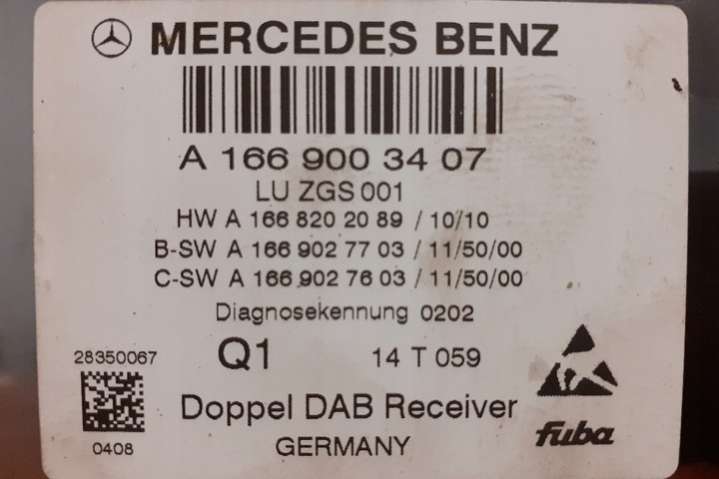 MERCEDES BENZ
A 166 900 34 07
LU ZGS 001
HW A 166 820 20 89 / 10/10
B-SW A 166 902 77 03 / 11/50/00
C-SW A 166 902 76 03 / 11/50/00
Diagnosekennung 0202
28350067
Q1
14 T 059
0408
Doppel DAB Receiver
GERMANY
fuba